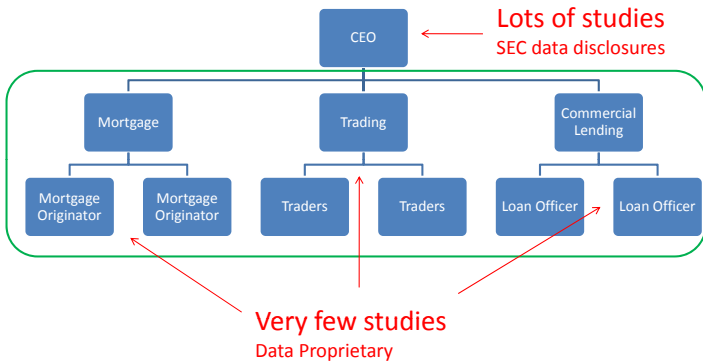 Lots of studies
CEO
SEC data disclosures
Mortgage
Trading
Commercial
Lending
Mortgage
Originator
Mortgage
Originator
Traders
Traders
Loan Officer
Loan Officer
Very few studies
Data Proprietary